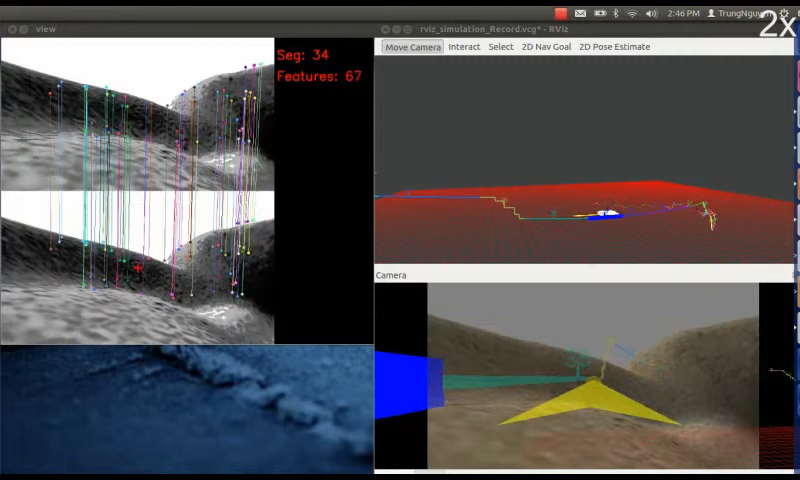 2:46 PM
2x
view
rviz_simulation_Record.vcg* - RViz
Seg: 34
Features: 67
Move Camera
Interact
Select
2D Nav Goal
2D Pose Estimate
Camera